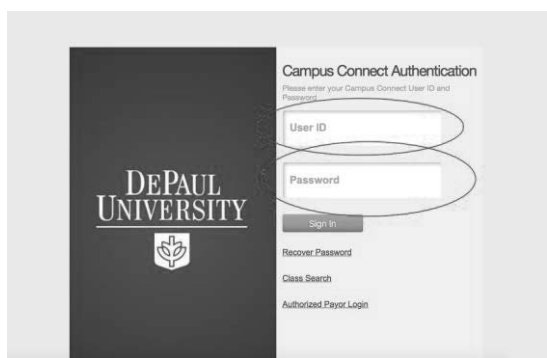 DEPAUL
UNIVERSITY
Campus Connect Authentication
Please enter your Campus Connect User ID and
Password
User ID
Password
Sign In
Recover Password
Class Search
Authorized Payor Login